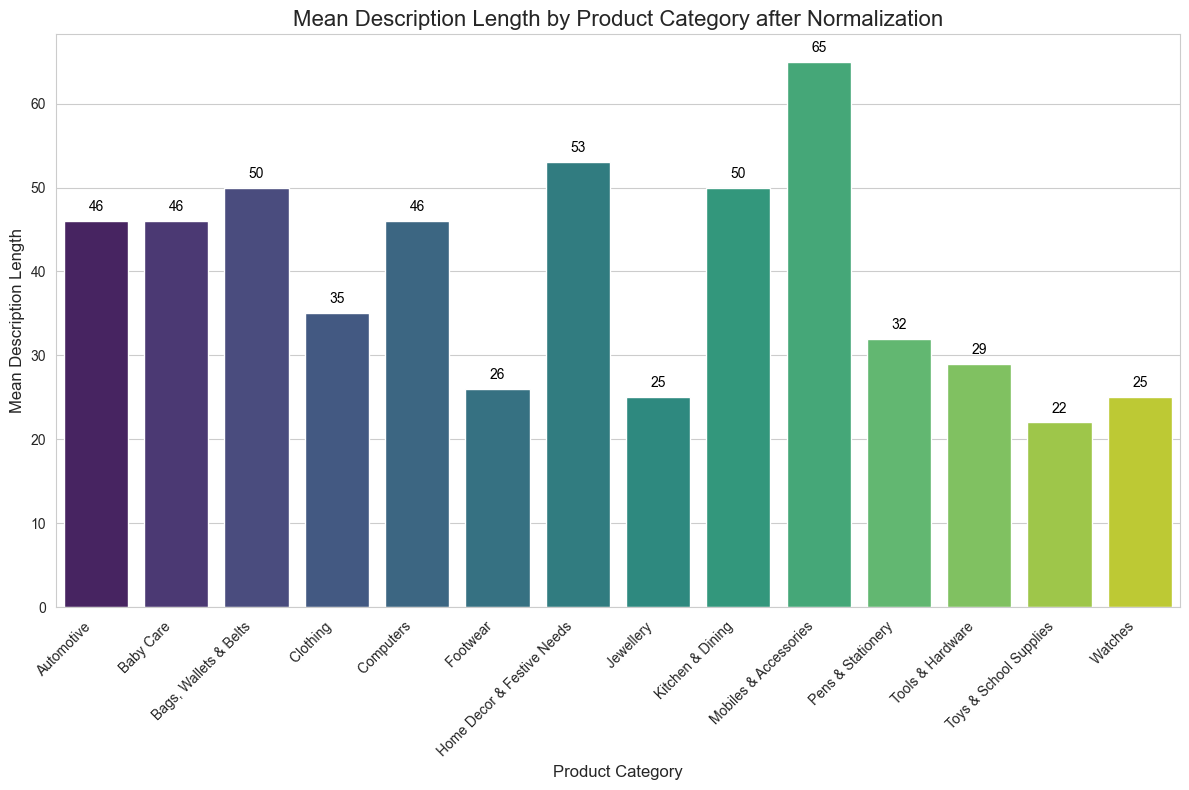 Mean Description Length by Product Category after Normalization
Mean Description Length
60
50
40
30
20
10
0
46
46
50
35
46
26
53
25
50
65
32
29
22
25
Automotive
Baby Care
Bags, Wallets & Belts
Clothing
Computers
Footwear
Home Decor & Festive Needs
Jewellery
Kitchen & Dining
Mobiles & Accessories
Pens & Stationery
Tools & Hardware
Toys & School Supplies
Watches
Product Category